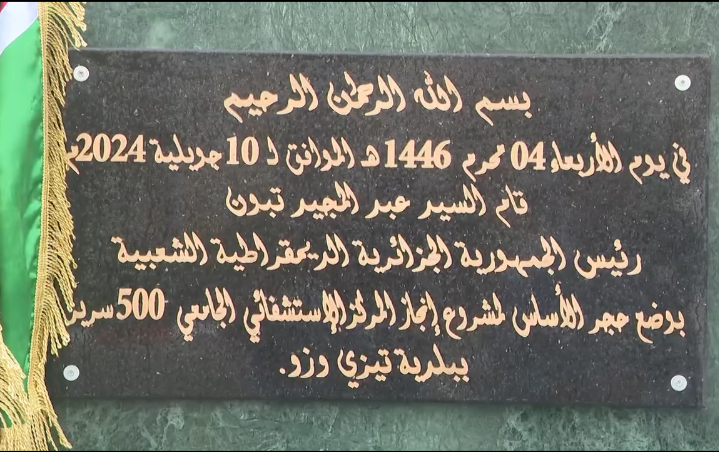 بسم الله الرحمن الرحيم
في يوم الأربعاء 04 محرم 1446 هـ الموافق لـ 10 جويلية 2024م
قام السيد عبد المجيد تبون
رئيس الجمهورية الجزائرية الديمقراطية الشعبية
بوضع حجر الأساس لمشروع إنجاز المركز الإستشفائي الجامعي 500 سرير
ببلدية تيزي وزو.